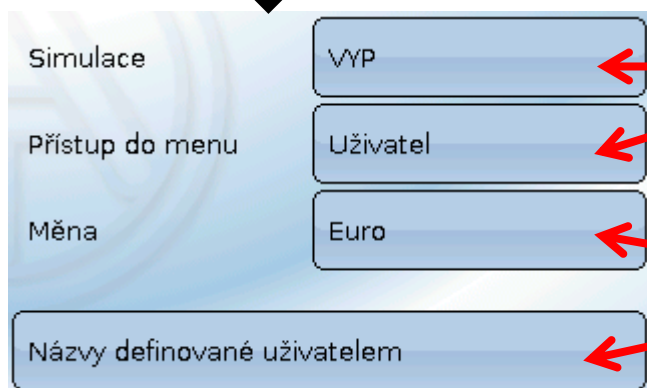 Simulace VYP
Přístup do menu Uživatel
Měna Euro
Názvy definované uživatelem